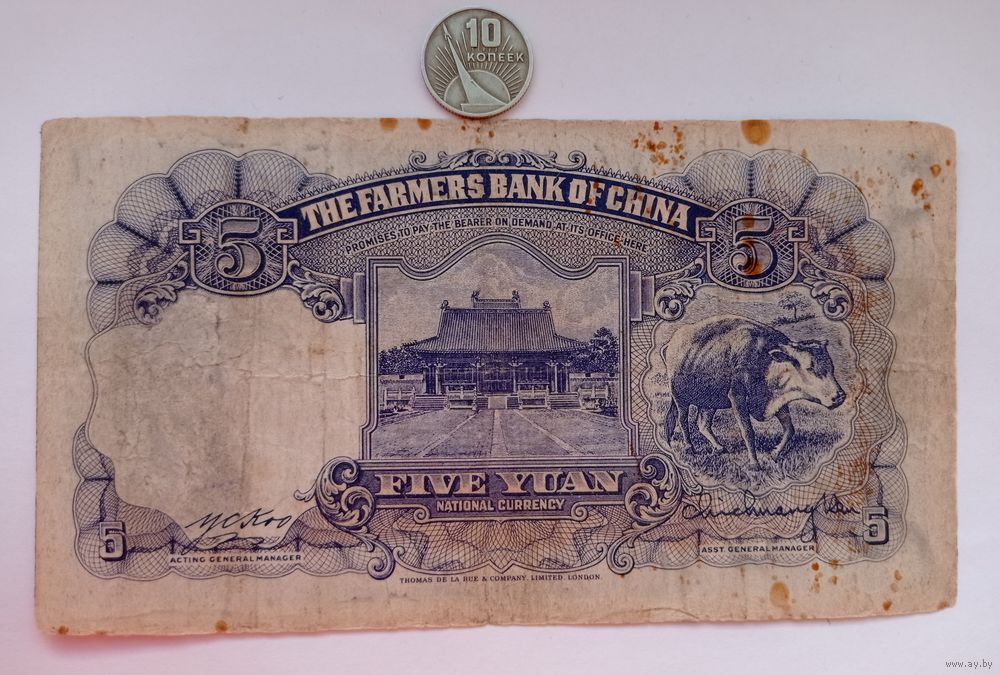 10
КОПЕЕК
THE FARMERS BANK OF CHINA
PROMISES TO PAY THE BEARER ON DEMAND AT ITS OFFICE HERE
5 5
FIVE YUAN
NATIONAL CURRENCY
Y C Koo
5 5
ACTING GENERAL MANAGER ASST. GENERAL MANAGER
THOMAS DE LA RUE & COMPANY, LIMITED, LONDON.
www.ay.by